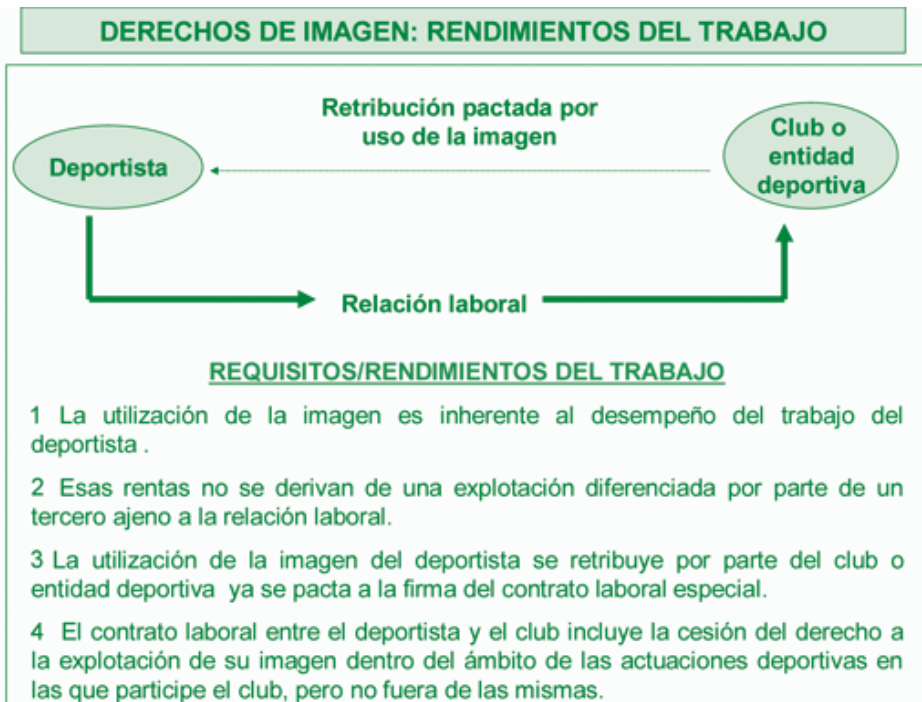 DERECHOS DE IMAGEN: RENDIMIENTOS DEL TRABAJO
Retribución pactada por
uso de la imagen
Deportista
Club o
entidad
deportiva
Relación laboral
REQUISITOS/RENDIMIENTOS DEL TRABAJO
1 La utilización de la imagen es inherente al desempeño del trabajo del
deportista .
2 Esas rentas no se derivan de una explotación diferenciada por parte de un
tercero ajeno a la relación laboral.
3 La utilización de la imagen del deportista se retribuye por parte del club o
entidad deportiva ya se pacta a la firma del contrato laboral especial.
4 El contrato laboral entre el deportista y el club incluye la cesión del derecho a
la explotación de su imagen dentro del ámbito de las actuaciones deportivas en
las que participe el club, pero no fuera de las mismas.